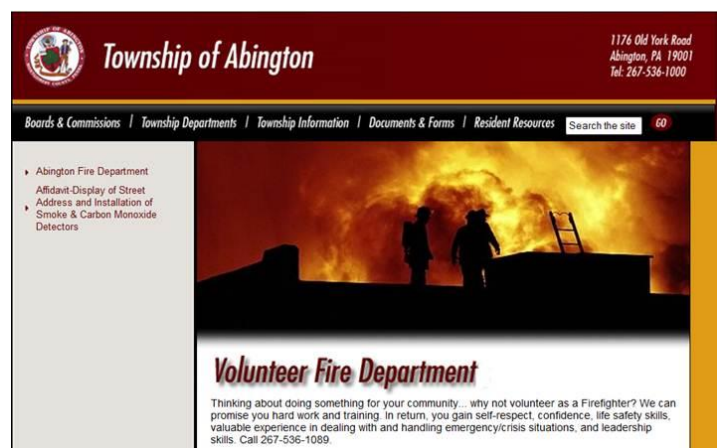 Township of Abington
1176 Old York Road
Abington, PA 19001
Tel: 267-536-1000
Boards & Commissions | Township Departments | Township Information | Documents & Forms | Resident Resources Search the site GO
Abington Fire Department
Affidavit-Display of Street
Address and Installation of
Smoke & Carbon Monoxide
Detectors
Volunteer Fire Department
Thinking about doing something for your community... why not volunteer as a Firefighter? We can
promise you hard work and training. In return, you gain self-respect, confidence, life safety skills,
valuable experience in dealing with and handling emergency/crisis situations, and leadership
skills. Call 267-536-1089.